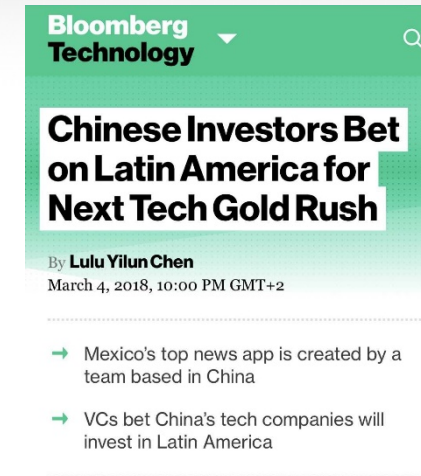 Bloomberg
Technology
Chinese Investors Bet
on Latin America for
Next Tech Gold Rush
By Lulu Yilun Chen
March 4, 2018, 10:00 PM GMT+2
→ Mexico's top news app is created by a
team based in China
→ VCs bet China's tech companies will
invest in Latin America